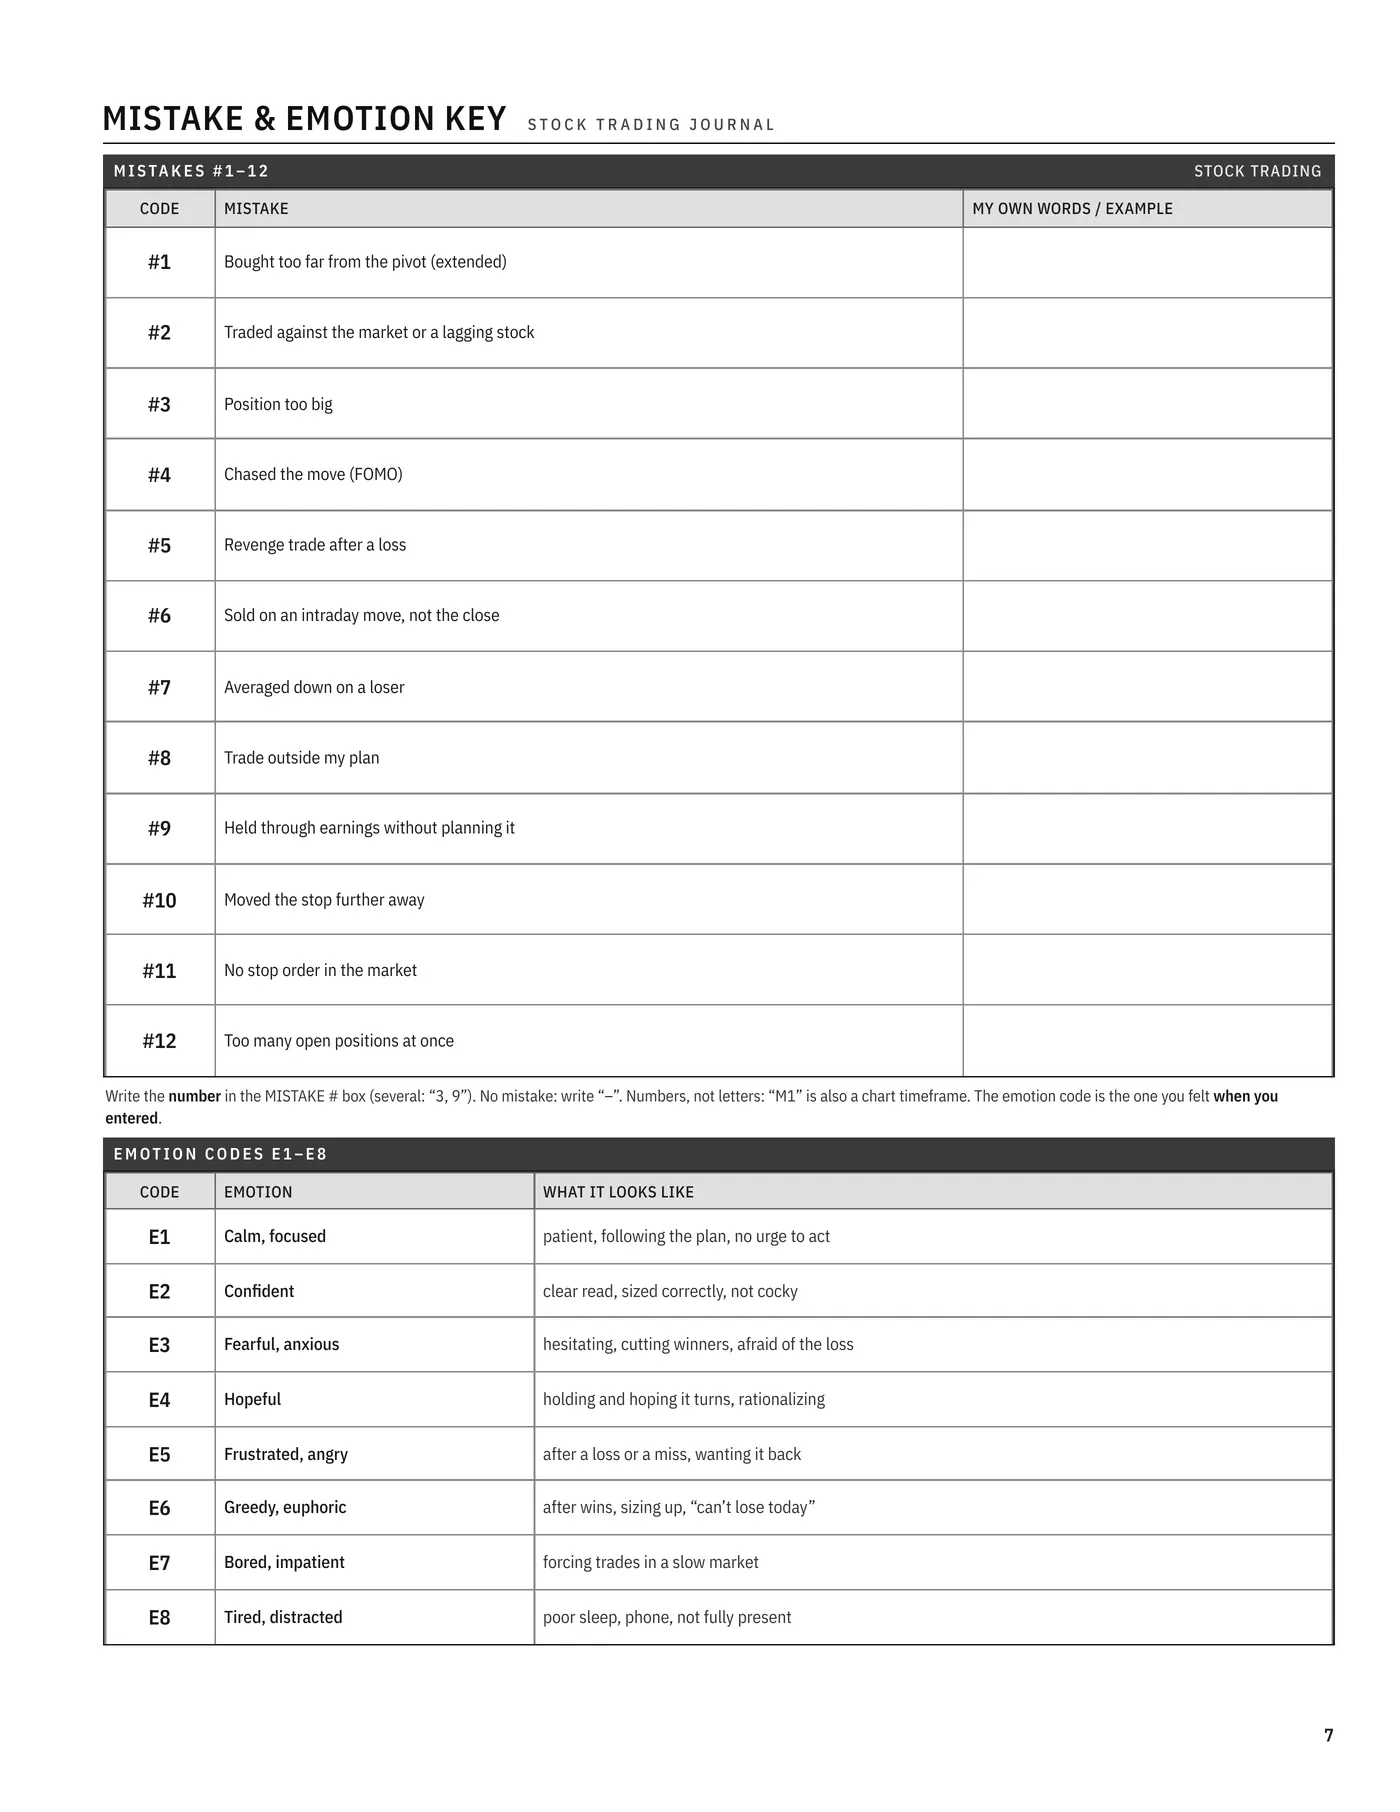 MISTAKE & EMOTION KEY STOCK TRADING JOURNAL
MISTAKES #1–12 STOCK TRADING
CODE MISTAKE MY OWN WORDS / EXAMPLE
#1 Bought too far from the pivot (extended)
#2 Traded against the market or a lagging stock
#3 Position too big
#4 Chased the move (FOMO)
#5 Revenge trade after a loss
#6 Sold on an intraday move, not the close
#7 Averaged down on a loser
#8 Trade outside my plan
#9 Held through earnings without planning it
#10 Moved the stop further away
#11 No stop order in the market
#12 Too many open positions at once
Write the number in the MISTAKE # box (several: “3, 9”). No mistake: write “–”. Numbers, not letters: “M1” is also a chart timeframe. The emotion code is the one you felt when you
entered.
EMOTION CODES E1–E8
CODE EMOTION WHAT IT LOOKS LIKE
E1 Calm, focused patient, following the plan, no urge to act
E2 Confident clear read, sized correctly, not cocky
E3 Fearful, anxious hesitating, cutting winners, afraid of the loss
E4 Hopeful holding and hoping it turns, rationalizing
E5 Frustrated, angry after a loss or a miss, wanting it back
E6 Greedy, euphoric after wins, sizing up, “can’t lose today”
E7 Bored, impatient forcing trades in a slow market
E8 Tired, distracted poor sleep, phone, not fully present
7